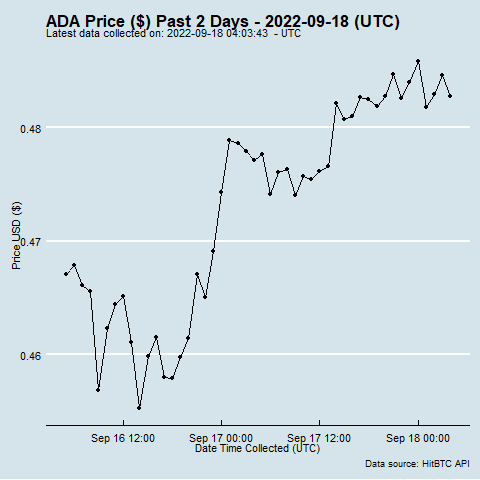 ADA Price ($) Past 2 Days - 2022-09-18 (UTC)
Latest data collected on: 2022-09-18 04:03:43 - UTC
0.48
0.47
0.46
Price USD ($)
Sep 16 12:00 Sep 17 00:00 Sep 17 12:00 Sep 18 00:00
Date Time Collected (UTC)
Data source: HitBTC API